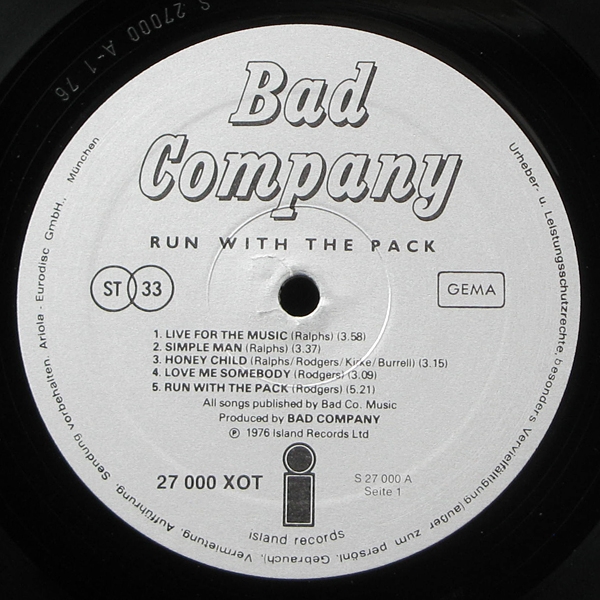 S 27000 A-1 76
Bad
Company
RUN WITH THE PACK
ST 33
GEMA
1. LIVE FOR THE MUSIC (Ralphs) (3.58)
2. SIMPLE MAN (Ralphs) (3.37)
3. HONEY CHILD (Ralphs/Rodgers/Kirke/Burrell) (3.15)
4. LOVE ME SOMEBODY (Rodgers) (3.09)
5. RUN WITH THE PACK (Rodgers) (5.21)
All songs published by Bad Co. Music
Produced by BAD COMPANY
Ⓟ 1976 Island Records Ltd
27 000 XOT
S 27 000 A
Seite 1
island records
Urheber- u. Leistungsschutzrechte, besonders Vervielfältigung (außer zum persönl. Gebrauch), Vermietung, Aufführung, Sendung vorbehalten. Ariola - Eurodisc GmbH., München